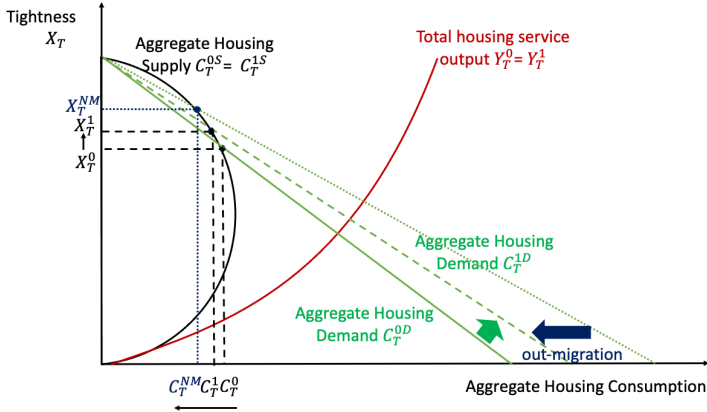 Tightness
X_T
Aggregate Housing
Supply C_T^{0S} = C_T^{1S}
Total housing service
output Y_T^0 = Y_T^1
X_T^{NM}
X_T^1
X_T^0
Aggregate Housing
Demand C_T^{1D}
Aggregate Housing
Demand C_T^{0D}
out-migration
C_T^{NM} C_T^1 C_T^0
Aggregate Housing Consumption